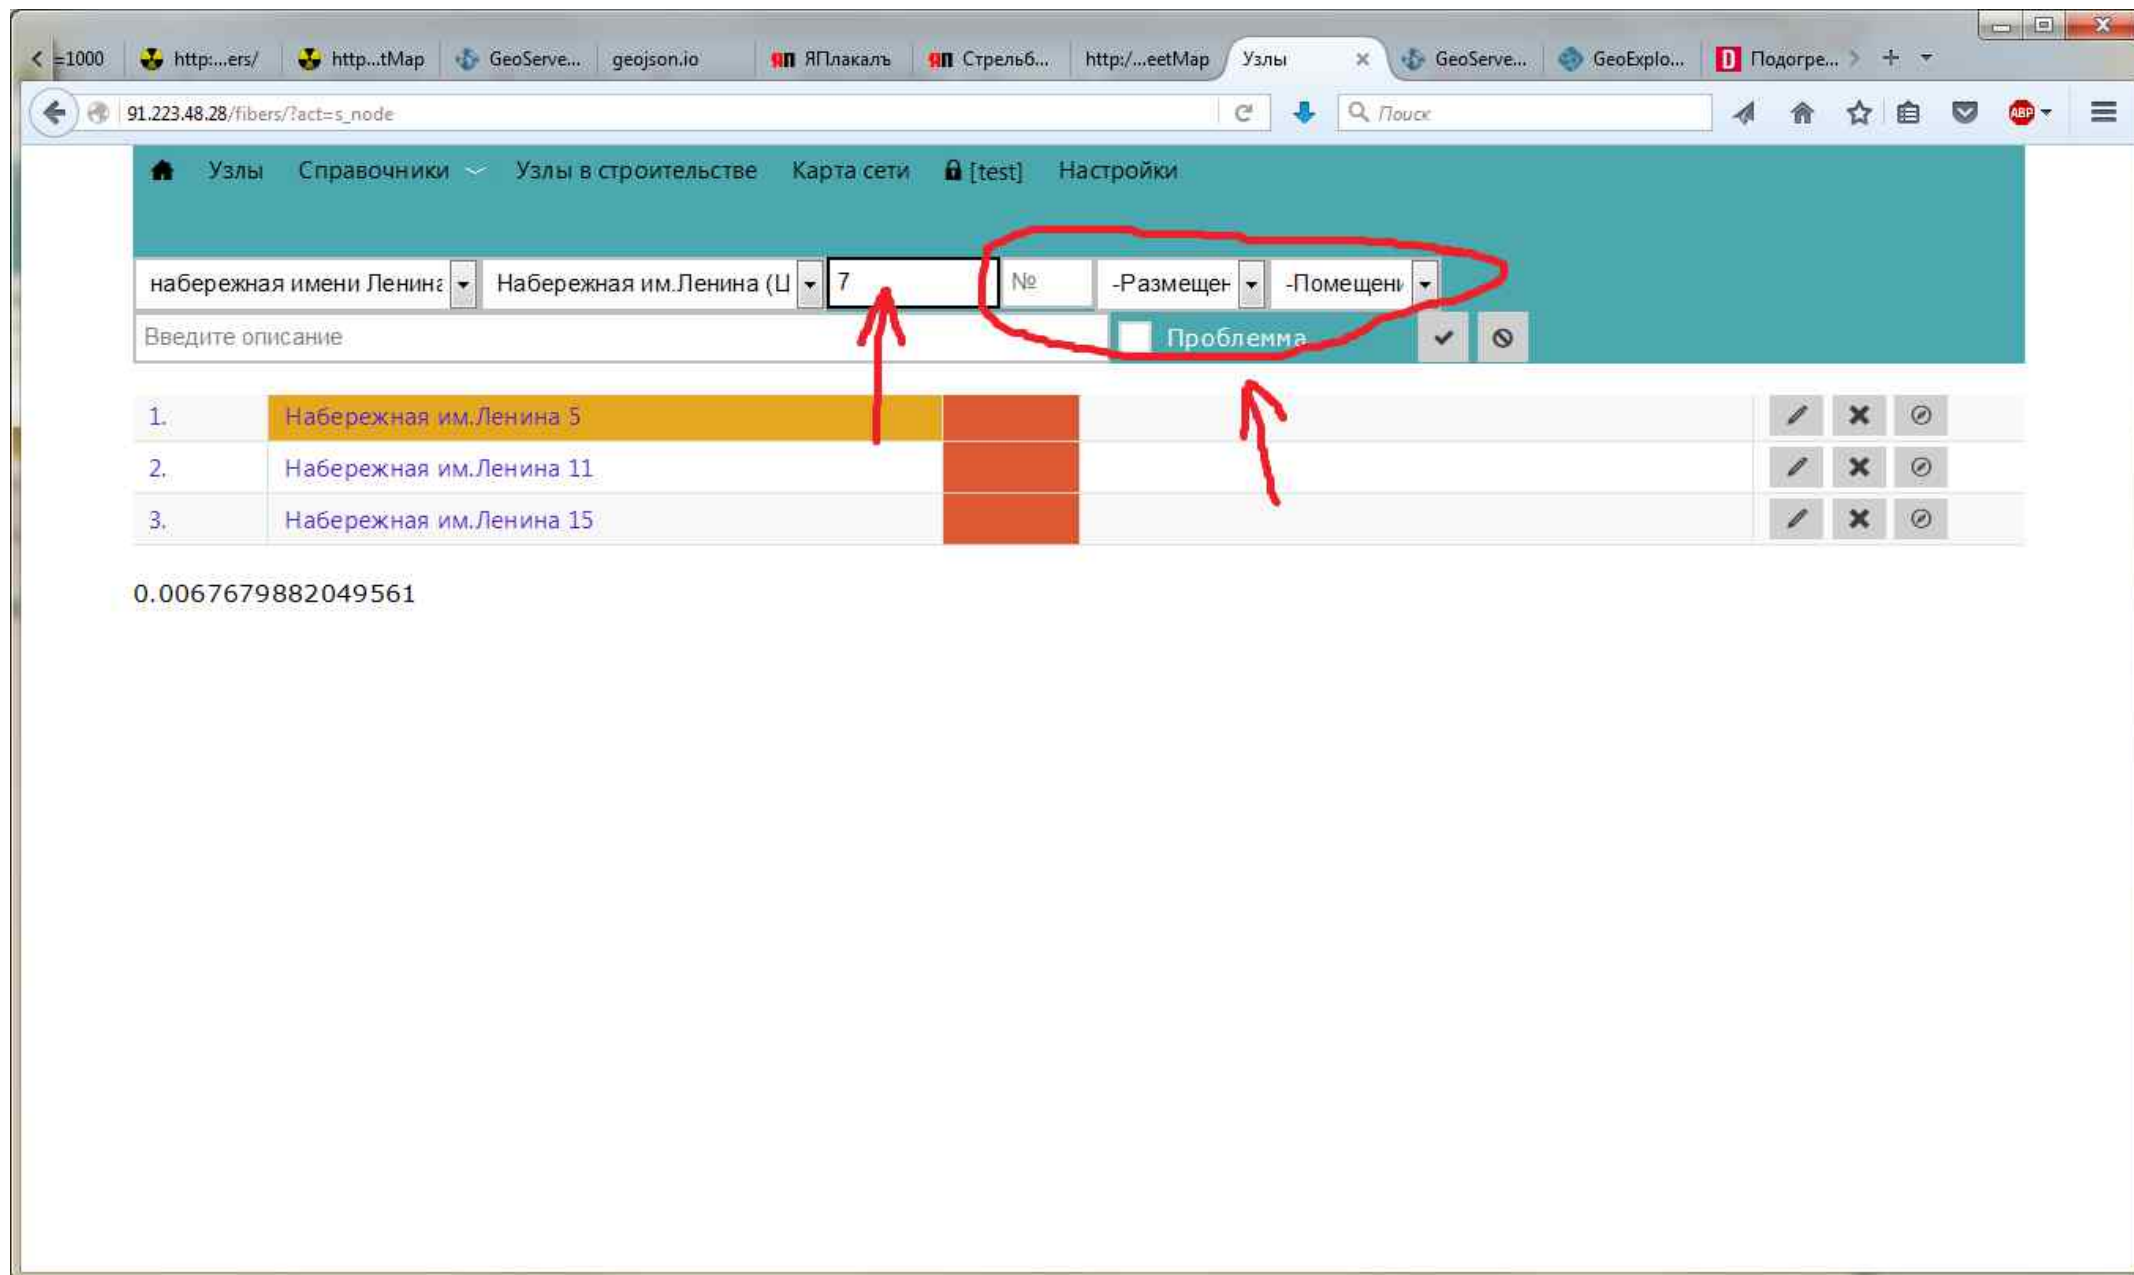 =1000 http:...ers/ http...tMap GeoServe... geojson.io ЯП ЯПлакалъ ЯП Стрельб... http:/...eetMap Узлы GeoServe... GeoExplo... D Подогре...
91.223.48.28/fibers/?act=s_node Поиск ABP
Узлы Справочники Узлы в строительстве Карта сети [test] Настройки
набережная имени Ленина Набережная им.Ленина (Ц 7 № -Размещен -Помещени
Введите описание Проблемма
1. Набережная им.Ленина 5
2. Набережная им.Ленина 11
3. Набережная им.Ленина 15
0.0067679882049561